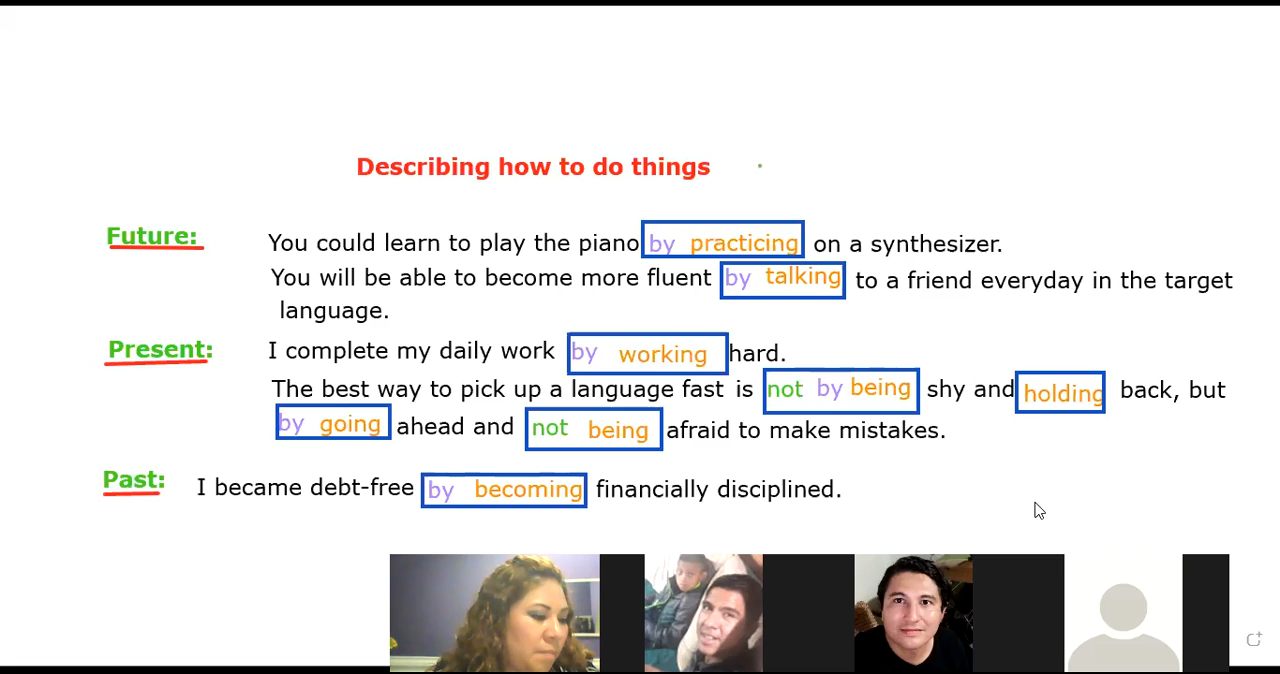 Describing how to do things
Future: You could learn to play the piano by practicing on a synthesizer.
You will be able to become more fluent by talking to a friend everyday in the target
language.
Present: I complete my daily work by working hard.
The best way to pick up a language fast is not by being shy and holding back, but
by going ahead and not being afraid to make mistakes.
Past: I became debt-free by becoming financially disciplined.